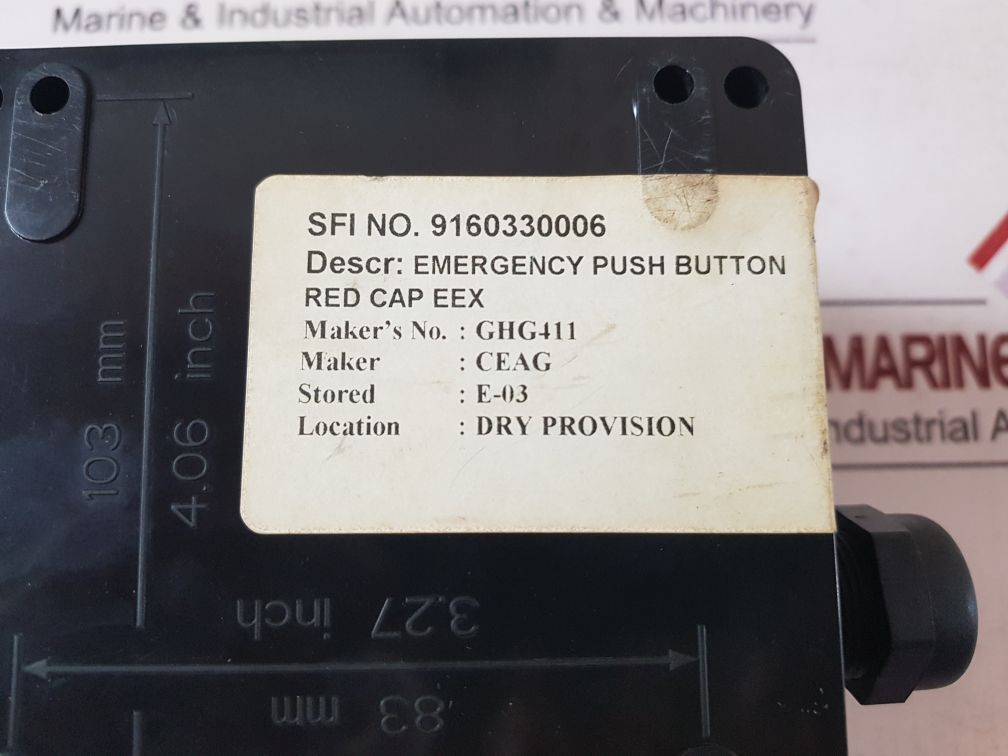 Marine & Industrial Automation & Machinery
SFI NO. 9160330006
Descr: EMERGENCY PUSH BUTTON
RED CAP EEX
Maker's No. : GHG411
Maker : CEAG
Stored : E-03
Location : DRY PROVISION
103 mm
4.06 inch
3.27 inch
83 mm
MARINE
ndustrial A